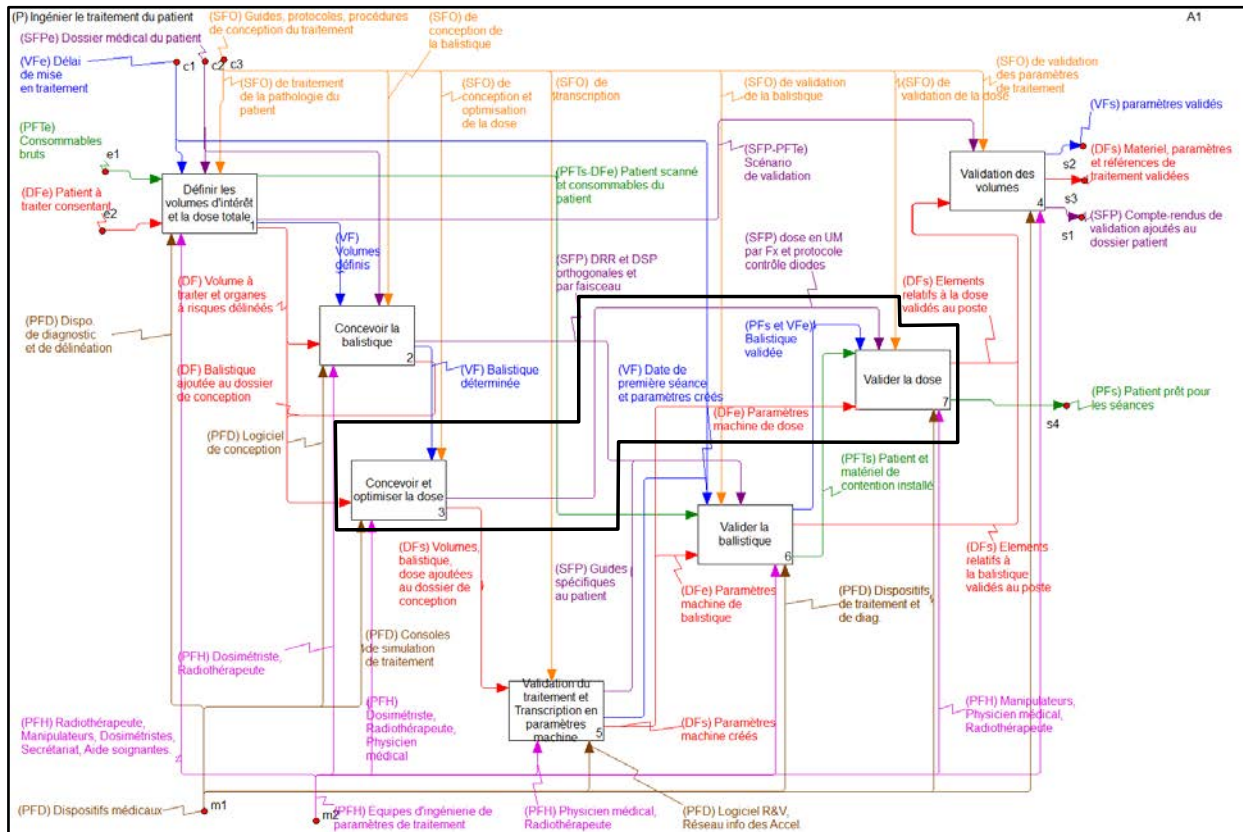 (P) Ingénier le traitement du patient
A1
(SFPe) Dossier médical du patient
(VFe) Délai
de mise
en traitement
(SFO) Guides, protoles, procédures
de conception du traitement
(SFO) de
conception
de la
balistique
c1
c2
c3
(SFO) de traitement
de la pathologie du
patient
(SFO) de
conception et
optimisation
de la dose
(SFO) de
transcription
(SFO) de validation
de la balistique
(SFO) de
validation de la dose
(SFO) de validation
des paramètres
de traitement
(PFTe)
Consommables
bruts
e1
(DFe) Patient à
traiter consentant
e2
Définir les
volumes d'intérêt
et la dose totale
1
(PFTs-DFe) Patient scanné
et consommables du
patient
(SFP-PFTe)
Scénario
de validation
Validation des
volumes
4
(VFs) paramètres validés
s2
(DFs) Materiel, paramètres
et références de
traitement validées
s3
(SFP) Compte-rendus de
validation ajoutés au
dossier patient
s1
(VF)
Volumes
définis
(SFP) DRR et DSP
orthogonales et
par faisceau
(SFP) dose en UM
par Fx et protocole
contrôle diodes
(DF) Volume à
traiter et organes
à risques délinéés
(PFD) Dispo.
de diagnostic
et de délinéation
Concevoir la
balistique
2
(DFs) Elements
relatifs à la dose
validés au poste
(PFs et VFe)
Balistique
validée
Valider la dose
7
(DF) Balistique
ajoutée au dossier
de conception
(VF) Balistique
déterminée
(VF) Date de
première séance
et paramètres créés
(DFe) Paramètres
machine de dose
(PFs) Patient prêt pour
les séances
s4
(PFD) Logiciel
de conception
(PFTs) Patient et
matériel de
contention installé
Concevoir et
optimiser la dose
3
Valider la
ballistique
6
(DFs) Volumes,
balistique,
dose ajoutées
au dossier de
conception
(SFP) Guides
spécifiques
au patient
(DFe) Paramètres
machine de
balistique
(PFD) Dispositifs
de traitement et
de diag.
(DFs) Elements
relatifs à
la balistique
validés au poste
(PFH) Dosimétriste,
Radiothérapeute
(PFD) Consoles
de simulation
de traitement
Validation du
traitement et
Transcription en
paramètres
machine
5
(PFH) Radiothérapeute,
Manipulateurs, Dosimétristes,
Secrétariat, Aide soignantes.
(PFH)
Dosimétriste,
Radiothérapeute,
Physicien
médical
(DFs) Paramètres
machine créés
(PFH) Manipulateurs,
Physicien médical,
Radiothérapeute
(PFD) Dispositifs médicaux
m1
m2
(PFH) Equipes d'ingénierie de
paramètres de traitement
(PFH) Physicien médical,
Radiothérapeute
(PFD) Logiciel R&V,
Réseau info des Accel.